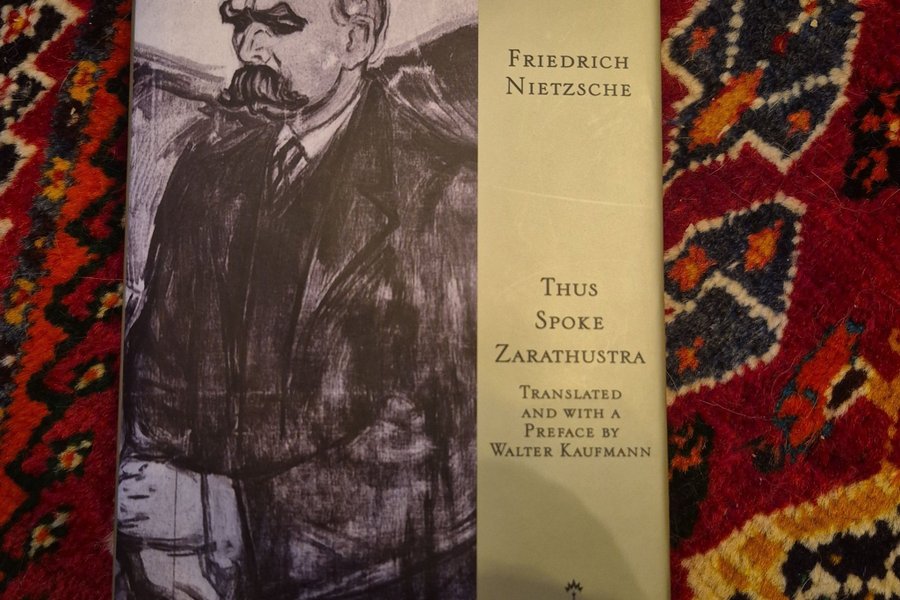 FRIEDRICH
NIETZSCHE
THUS
SPOKE
ZARATHUSTRA
TRANSLATED
AND WITH A
PREFACE BY
WALTER KAUFMANN